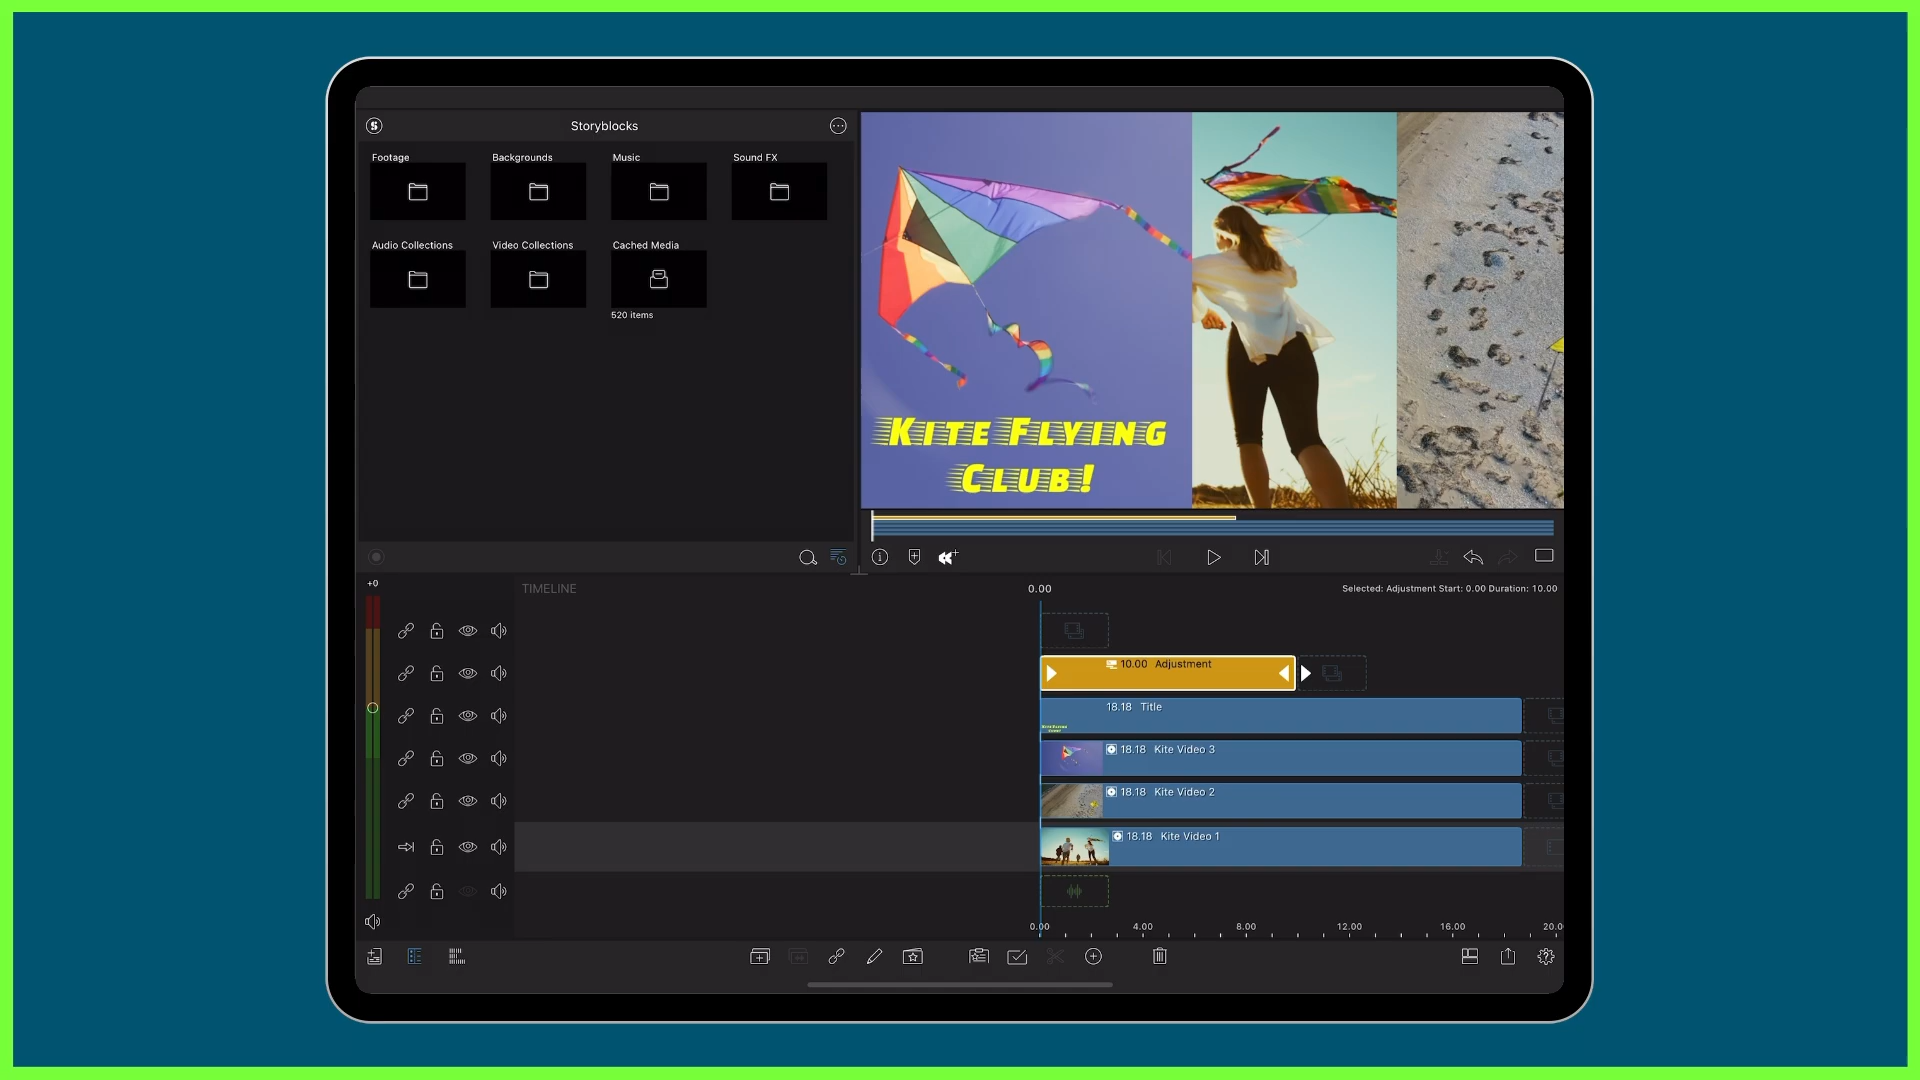 Storyblocks
Footage
Backgrounds
Music
Sound FX
Audio Collections
Video Collections
Cached Media
520 items
KITE FLYING
CLUB!
+0
TIMELINE
0.00
Selected: Adjustment Start: 0.00 Duration: 10.00
10.00 Adjustment
18.18 Title
18.18 Kite Video 3
18.18 Kite Video 2
18.18 Kite Video 1
0.00 4.00 8.00 12.00 16.00 20.0